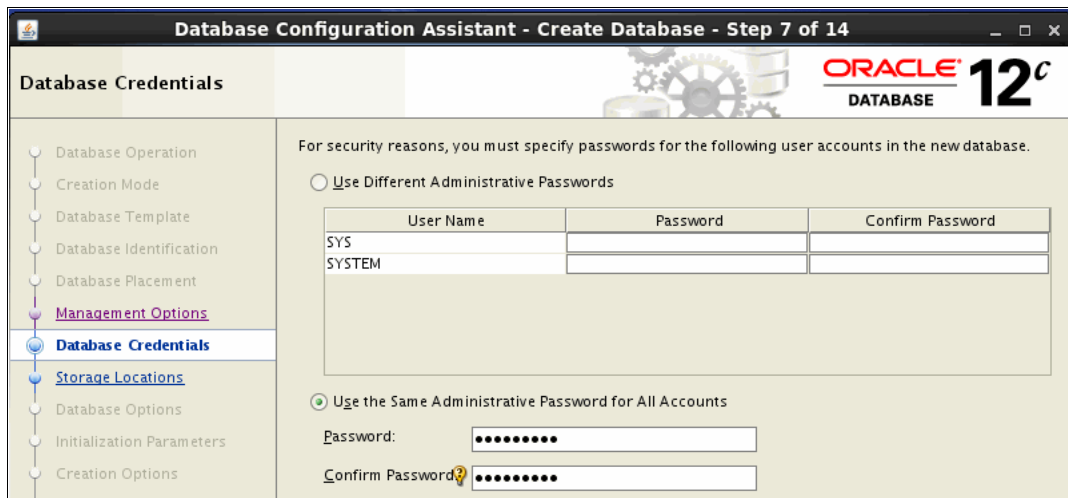 Database Configuration Assistant - Create Database - Step 7 of 14
Database Credentials
ORACLE
DATABASE
12c
Database Operation
Creation Mode
Database Template
Database Identification
Database Placement
Management Options
Database Credentials
Storage Locations
Database Options
Initialization Parameters
Creation Options
For security reasons, you must specify passwords for the following user accounts in the new database.
Use Different Administrative Passwords
User Name Password Confirm Password
SYS
SYSTEM
Use the Same Administrative Password for All Accounts
Password: •••••••••
Confirm Password •••••••••